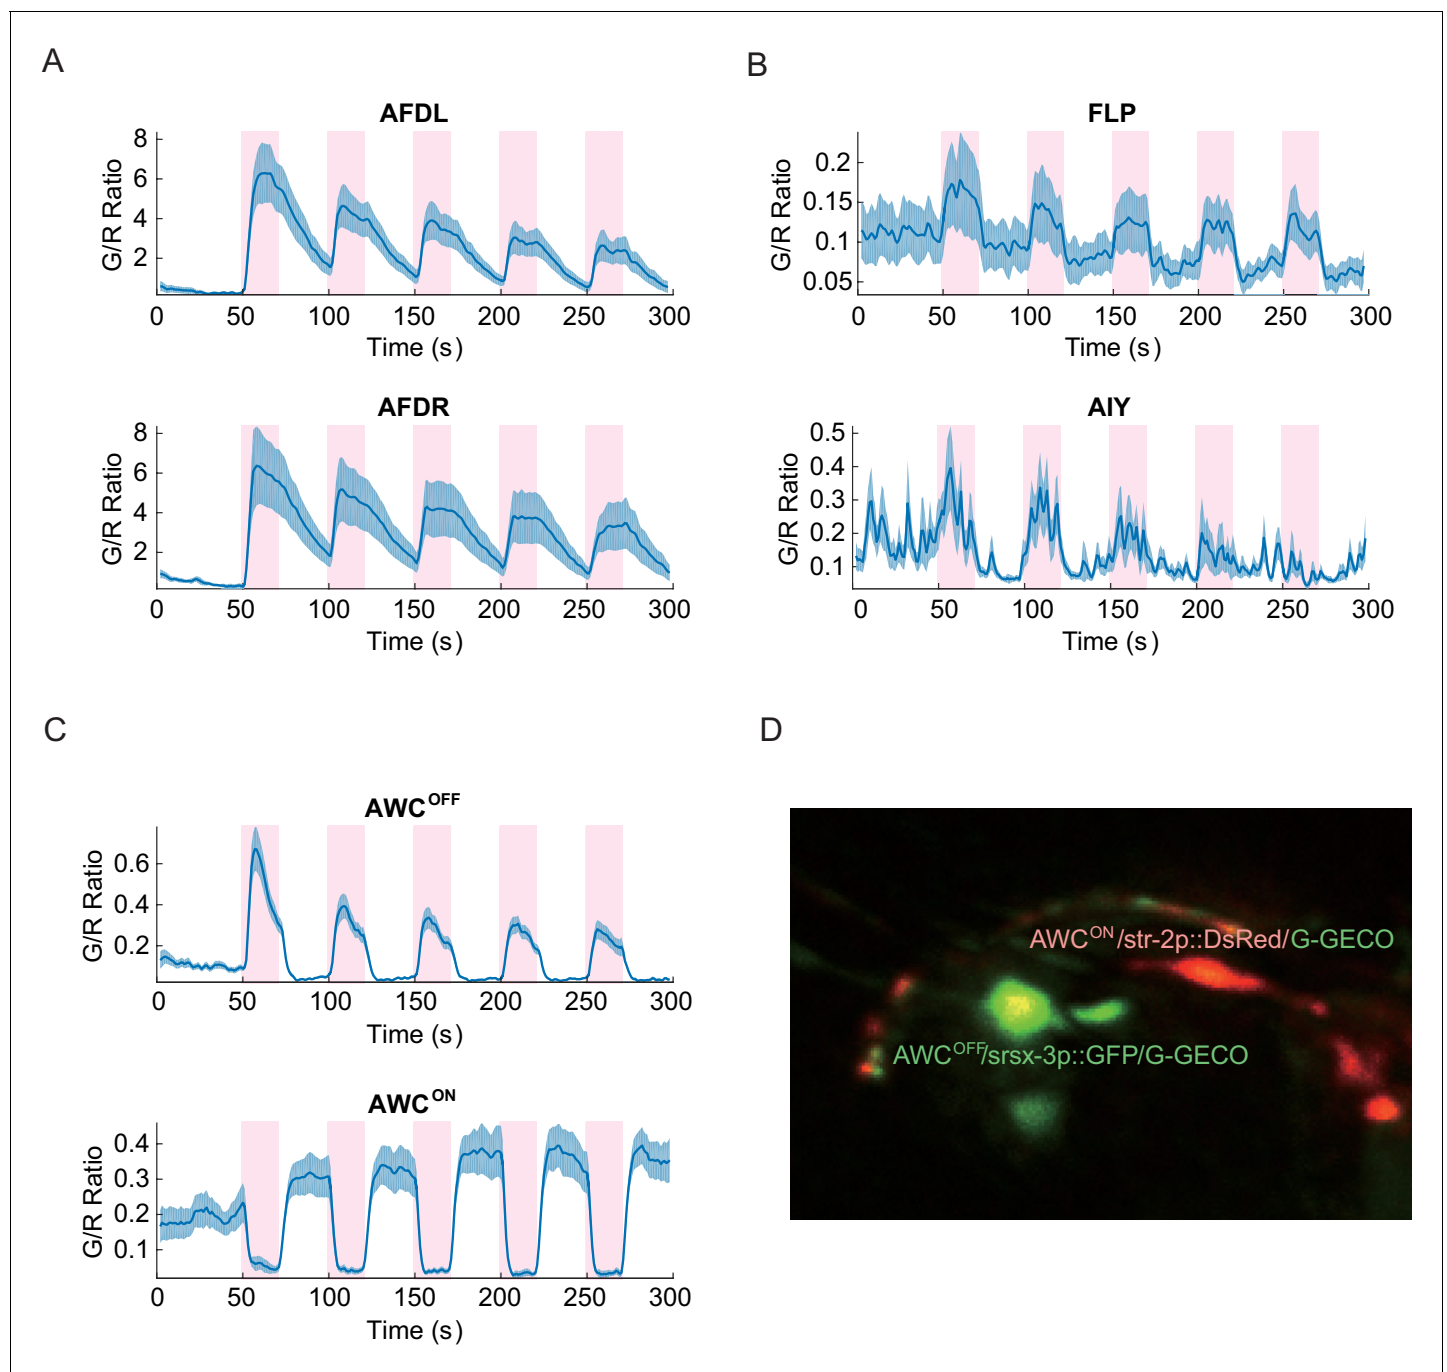 A
AFDL
G/R Ratio
8
6
4
2
0 50 100 150 200 250 300
Time (s)
AFDR
G/R Ratio
8
6
4
2
0 50 100 150 200 250 300
Time (s)
B
FLP
G/R Ratio
0.2
0.15
0.1
0.05
0 50 100 150 200 250 300
Time (s)
AIY
G/R Ratio
0.5
0.4
0.3
0.2
0.1
0 50 100 150 200 250 300
Time (s)
C
AWC^OFF
G/R Ratio
0.6
0.4
0.2
0 50 100 150 200 250 300
Time (s)
AWC^ON
G/R Ratio
0.4
0.3
0.2
0.1
0 50 100 150 200 250 300
Time (s)
D
AWC^ON/str-2p::DsRed/G-GECO
AWC^OFF/srsx-3p::GFP/G-GECO